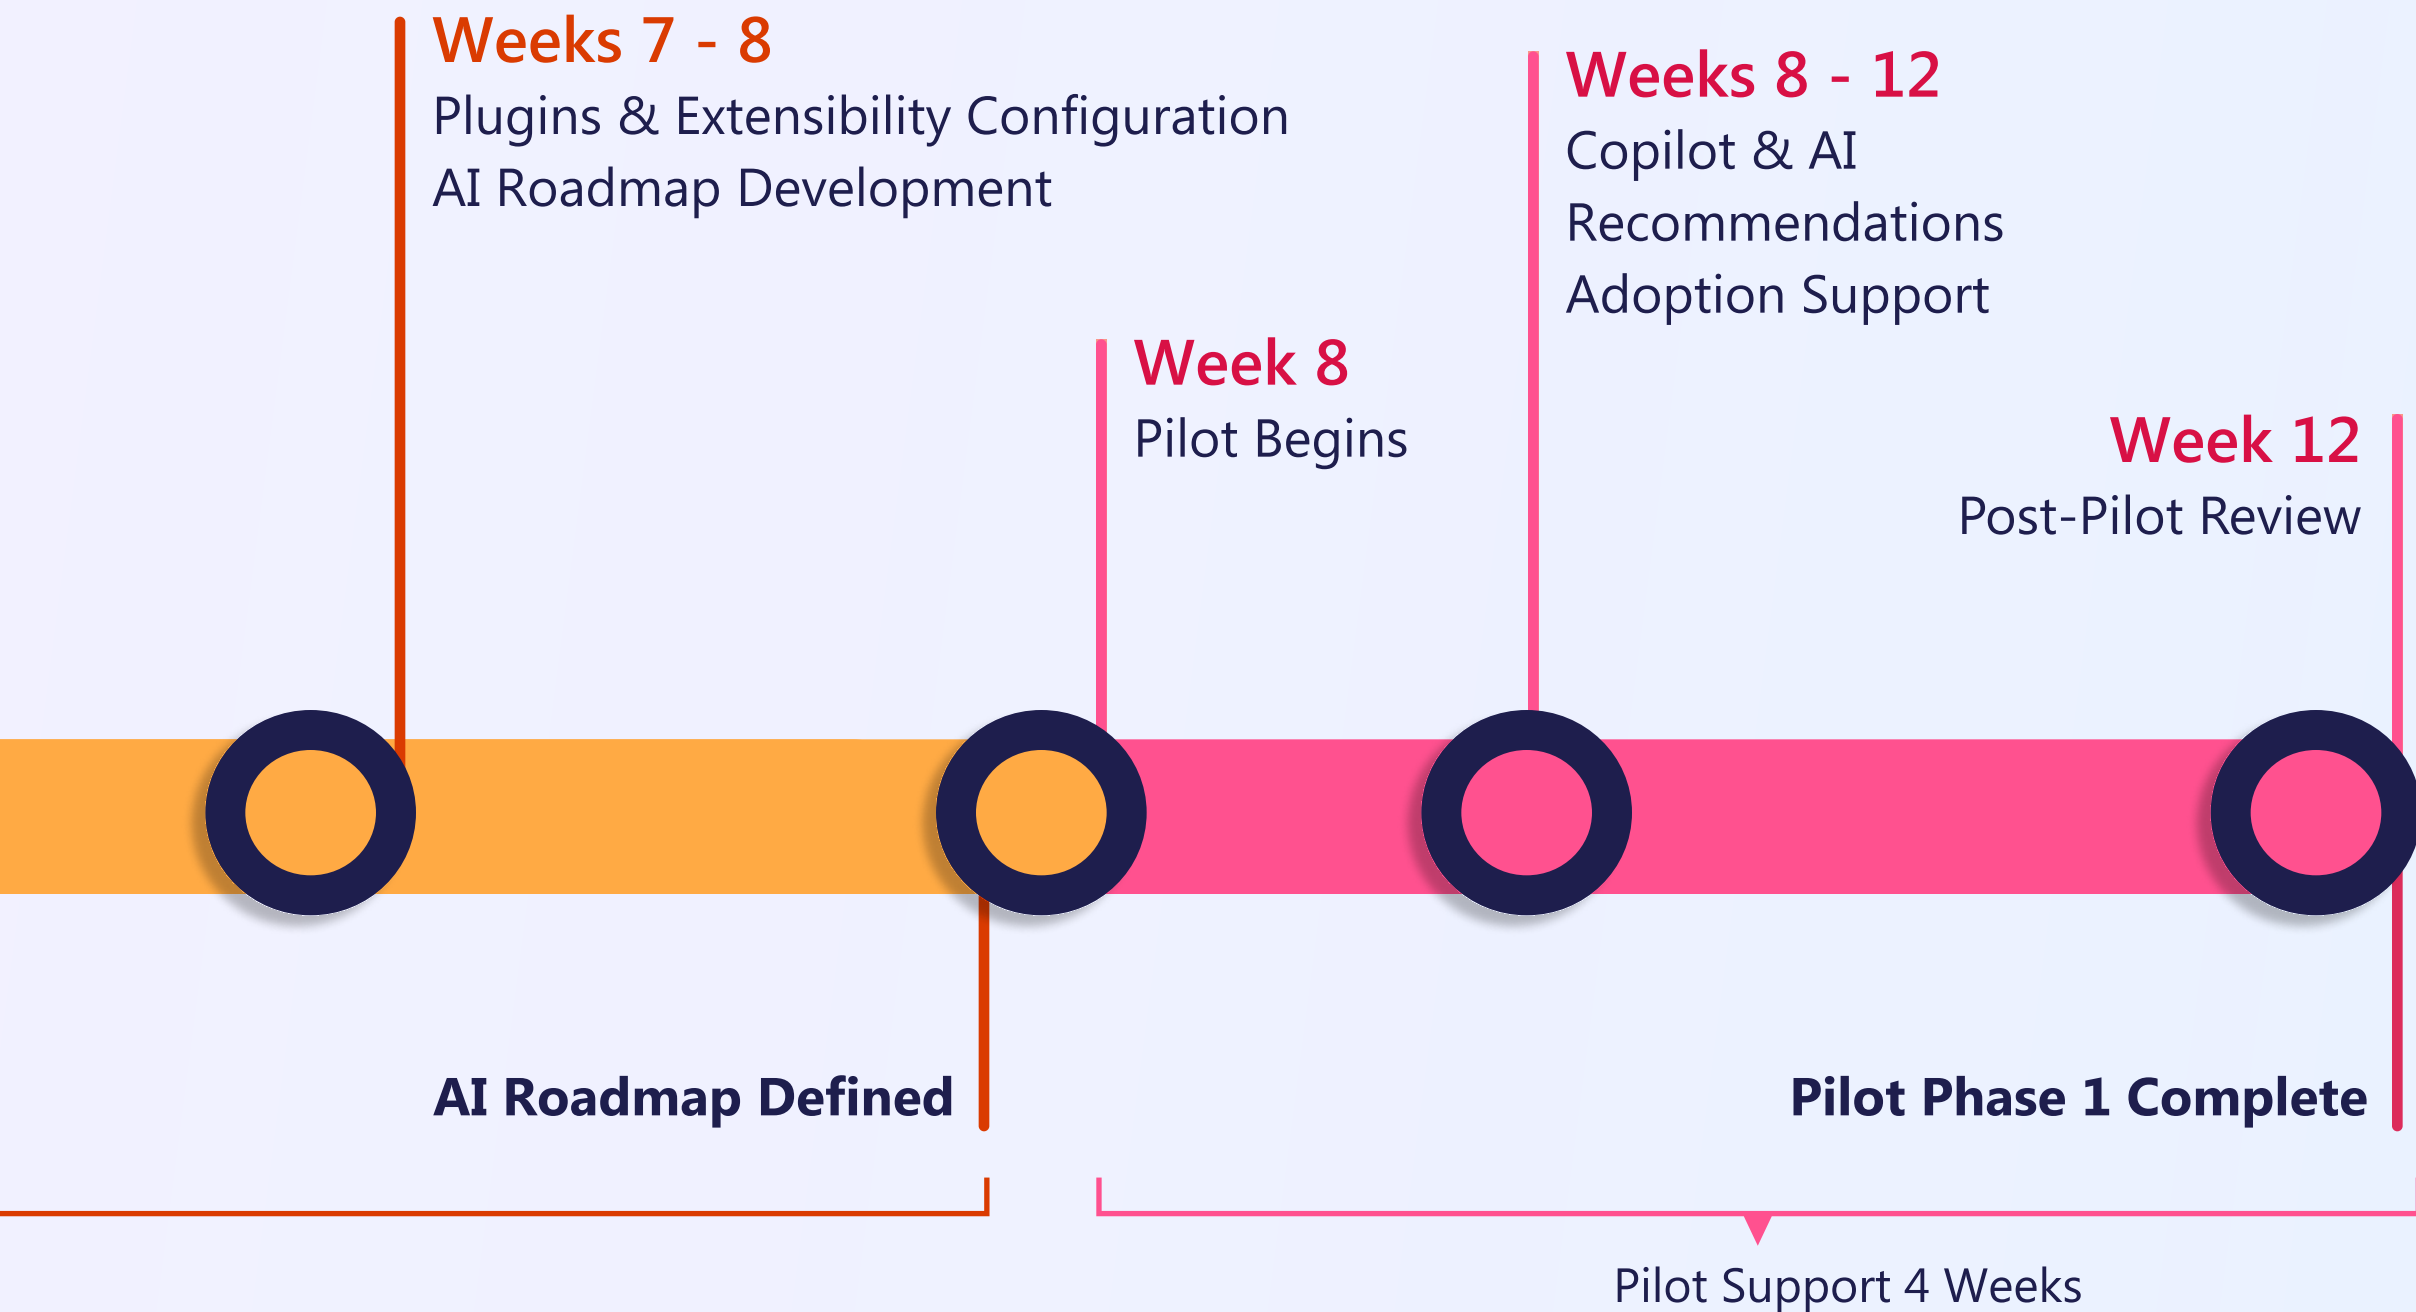 Weeks 7 - 8
Plugins & Extensibility Configuration
AI Roadmap Development
Week 8
Pilot Begins
Weeks 8 - 12
Copilot & AI
Recommendations
Adoption Support
Week 12
Post-Pilot Review
AI Roadmap Defined
Pilot Phase 1 Complete
Pilot Support 4 Weeks